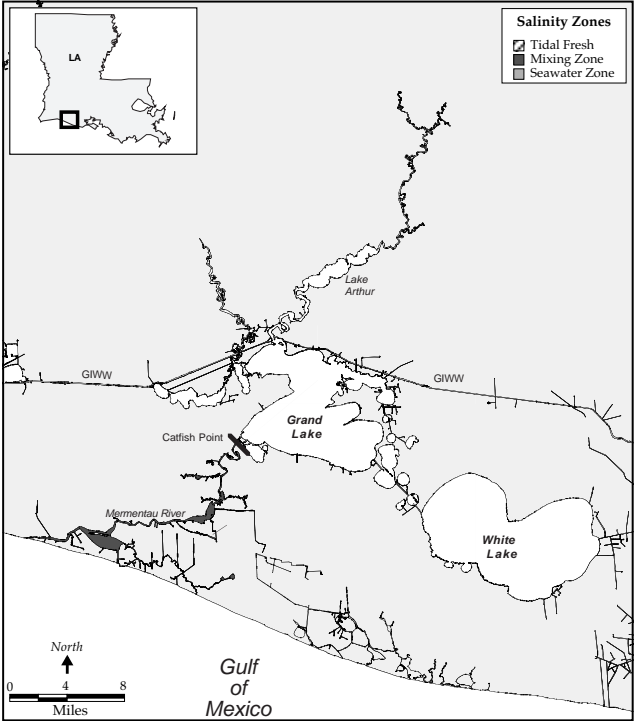 Salinity Zones
Tidal Fresh
Mixing Zone
Seawater Zone
LA
Lake
Arthur
GIWW
GIWW
Grand
Lake
Catfish Point
Mermentau River
White
Lake
North
0 4 8
Miles
Gulf
of
Mexico